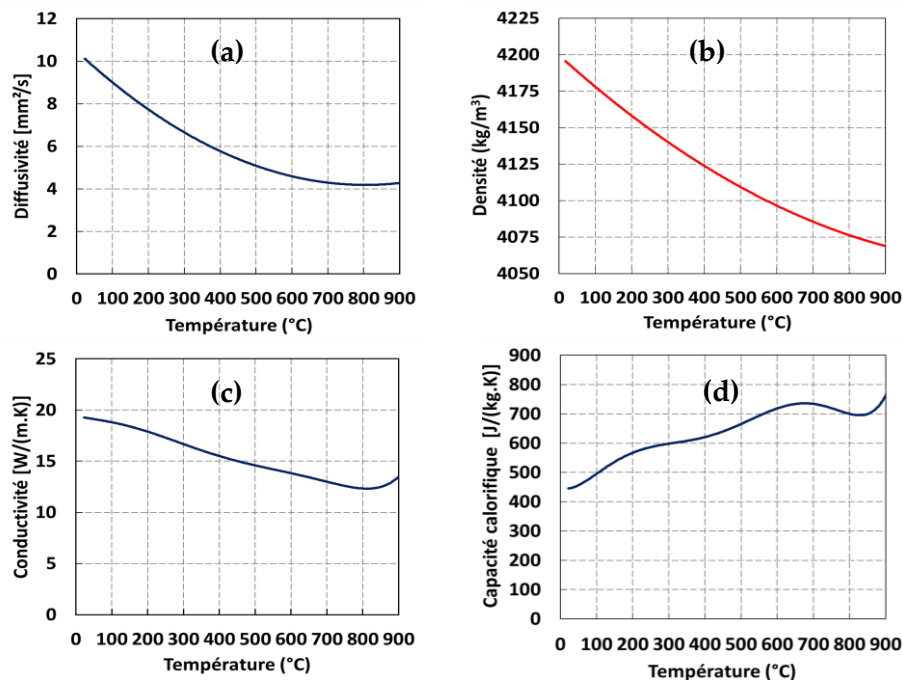 (a)
Diffusivité [mm²/s]
12
10
8
6
4
2
0
0 100 200 300 400 500 600 700 800 900
Température (°C)
(b)
Densité (kg/m³)
4225
4200
4175
4150
4125
4100
4075
4050
0 100 200 300 400 500 600 700 800 900
Température (°C)
(c)
Conductivité [W/(m.K)]
25
20
15
10
5
0
0 100 200 300 400 500 600 700 800 900
Température (°C)
(d)
Capacité calorifique [J/(kg.K)]
900
800
700
600
500
400
300
200
100
0
0 100 200 300 400 500 600 700 800 900
Température (°C)